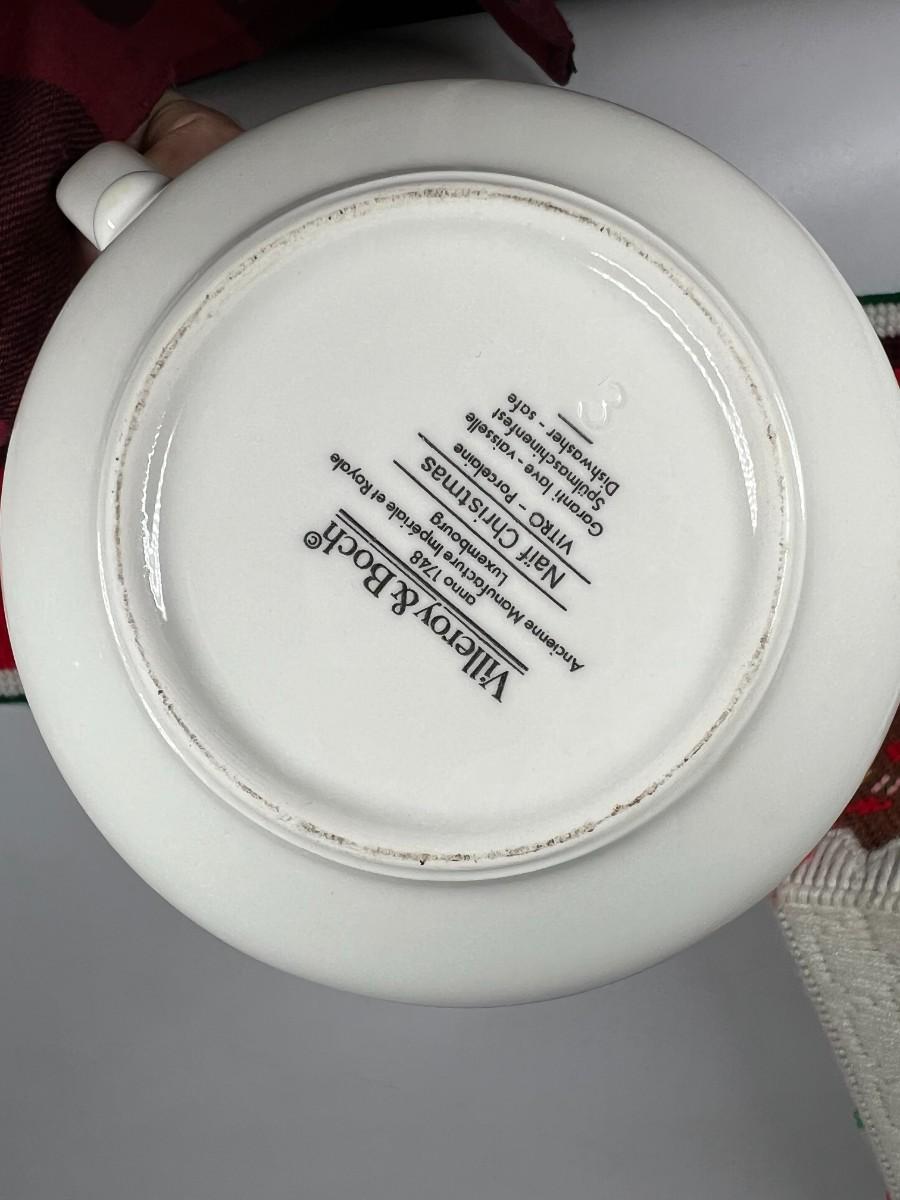 Villeroy & Boch©
anno 1748
Ancienne Manufacture Impériale et Royale
Luxembourg
Naïf Christmas
VITRO - Porcelaine
Garanti lave - vaisselle
Spülmaschinenfest
Dishwasher - safe
3